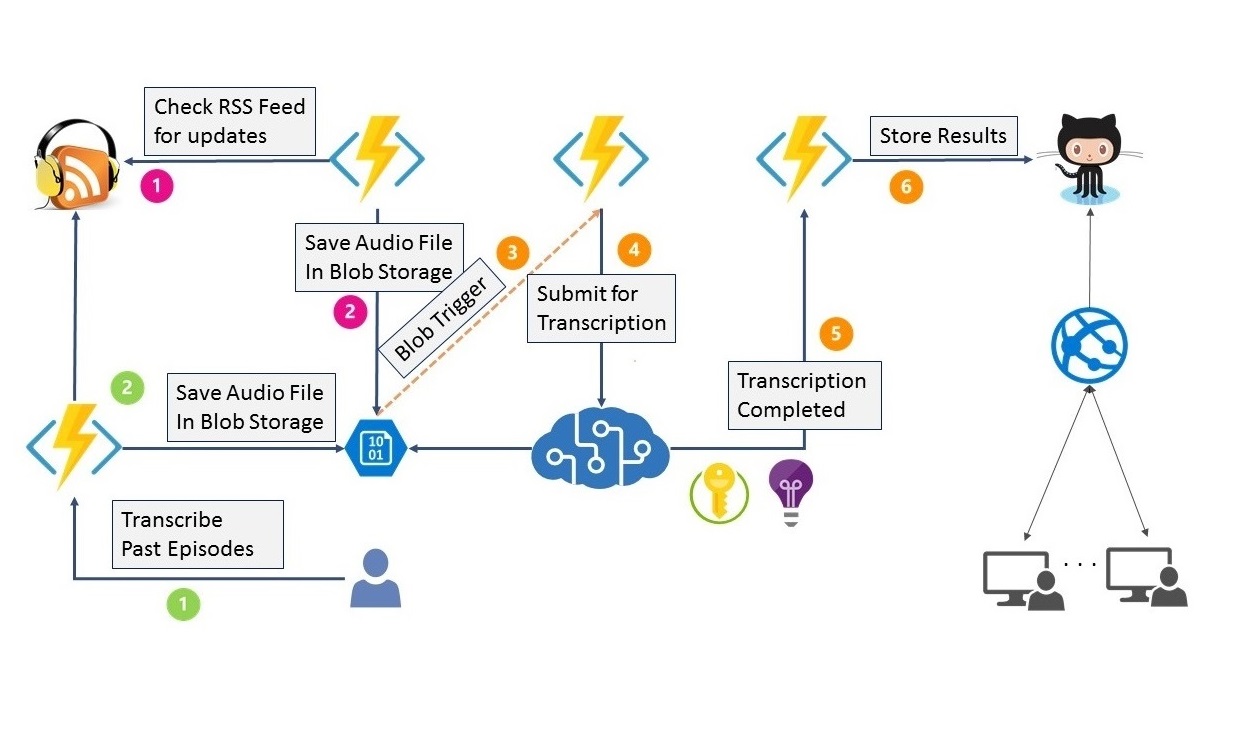 Check RSS Feed
for updates
1
Store Results
6
Save Audio File
In Blob Storage
2
3
Blob Trigger
4
Submit for
Transcription
5
Transcription
Completed
2
Save Audio File
In Blob Storage
10
01
Transcribe
Past Episodes
1
. . .